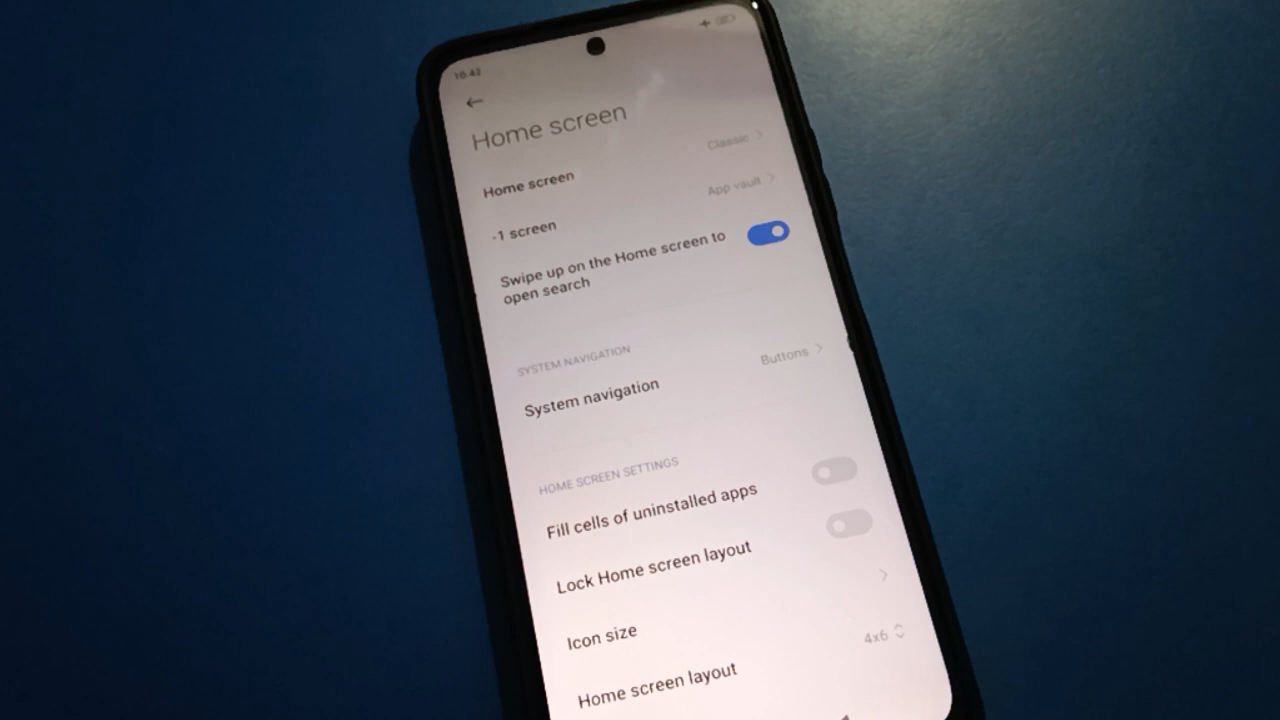 16:42
Home screen
Home screen
Classic
-1 screen
App vault
Swipe up on the Home screen to
open search
SYSTEM NAVIGATION
System navigation
Buttons
HOME SCREEN SETTINGS
Fill cells of uninstalled apps
Lock Home screen layout
Icon size
Home screen layout
4x6